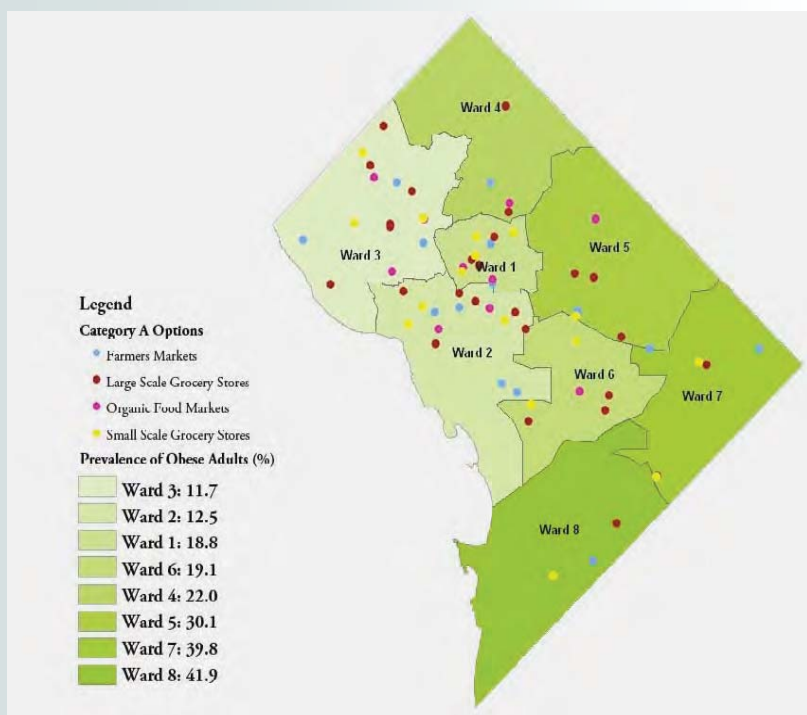 Ward 4
Ward 5
Ward 3
Ward 1
Ward 2
Ward 6
Ward 7
Ward 8
Legend
Category A Options
Farmers Markets
Large Scale Grocery Stores
Organic Food Markets
Small Scale Grocery Stores
Prevalence of Obese Adults (%)
Ward 3: 11.7
Ward 2: 12.5
Ward 1: 18.8
Ward 6: 19.1
Ward 4: 22.0
Ward 5: 30.1
Ward 7: 39.8
Ward 8: 41.9